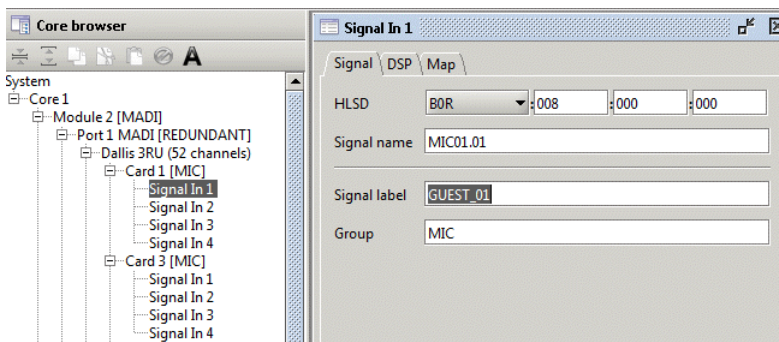 Core browser
A
System
Core 1
Module 2 [MADI]
Port 1 MADI [REDUNDANT]
Dallis 3RU (52 channels)
Card 1 [MIC]
Signal In 1
Signal In 2
Signal In 3
Signal In 4
Card 3 [MIC]
Signal In 1
Signal In 2
Signal In 3
Signal In 4
Signal In 1
Signal DSP Map
HLSD B0R :008 :000 :000
Signal name MIC01.01
Signal label GUEST_01
Group MIC